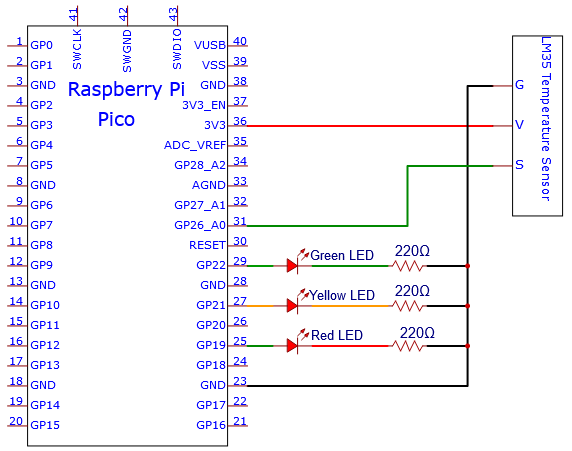 41
42
43
SWCLK
SWGND
SWDIO
Raspberry Pi
Pico
1 GP0
2 GP1
3 GND
4 GP2
5 GP3
6 GP4
7 GP5
8 GND
9 GP6
10 GP7
11 GP8
12 GP9
13 GND
14 GP10
15 GP11
16 GP12
17 GP13
18 GND
19 GP14
20 GP15
VUSB 40
VSS 39
GND 38
3V3_EN 37
3V3 36
ADC_VREF 35
GP28_A2 34
AGND 33
GP27_A1 32
GP26_A0 31
RESET 30
GP22 29
GND 28
GP21 27
GP20 26
GP19 25
GP18 24
GND 23
GP17 22
GP16 21
Green LED 220Ω
Yellow LED 220Ω
Red LED 220Ω
G
V
S
LM35 Temperature Sensor